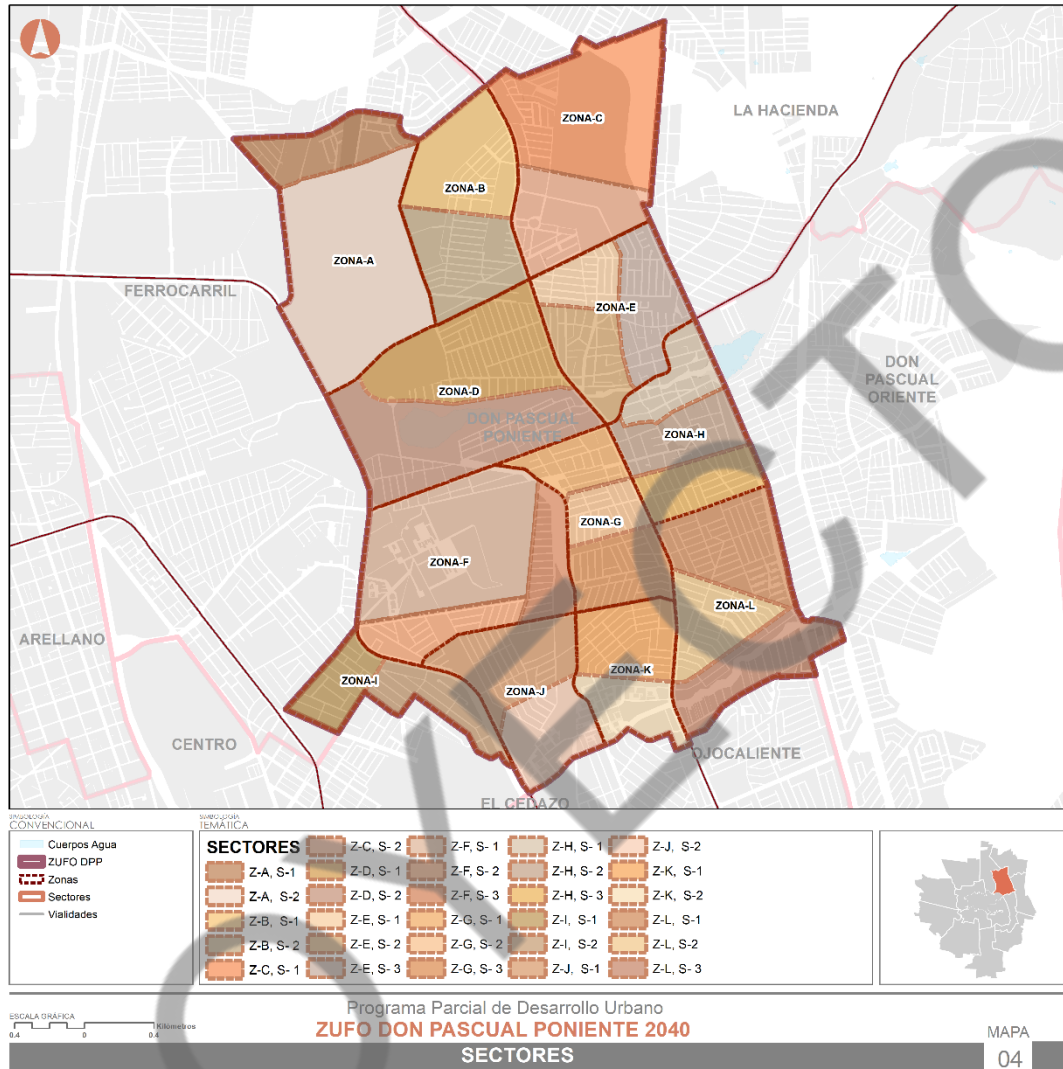 ZONA-C
LA HACIENDA
ZONA-B
ZONA-A
FERROCARRIL
ZONA-E
DON
PASCUAL
ORIENTE
ZONA-D
DON PASCUAL
PONIENTE
ZONA-H
ZONA-G
ZONA-F
ZONA-L
ARELLANO
ZONA-K
ZONA-I
ZONA-J
CENTRO
OJOCALIENTE
EL CEDAZO
PROYECTO
SIMBOLOGÍA
CONVENCIONAL
Cuerpos Agua
ZUFO DPP
Zonas
Sectores
Vialidades
SIMBOLOGÍA
TEMÁTICA
SECTORES
Z-A, S-1
Z-A, S-2
Z-B, S-1
Z-B, S-2
Z-C, S-1
Z-C, S-2
Z-D, S-1
Z-D, S-2
Z-E, S-1
Z-E, S-2
Z-E, S-3
Z-F, S-1
Z-F, S-2
Z-F, S-3
Z-G, S-1
Z-G, S-2
Z-G, S-3
Z-H, S-1
Z-H, S-2
Z-H, S-3
Z-I, S-1
Z-I, S-2
Z-J, S-1
Z-J, S-2
Z-K, S-1
Z-K, S-2
Z-L, S-1
Z-L, S-2
Z-L, S-3
ESCALA GRÁFICA
Kilómetros
0.4 0 0.4
Programa Parcial de Desarrollo Urbano
ZUFO DON PASCUAL PONIENTE 2040
SECTORES
MAPA
04